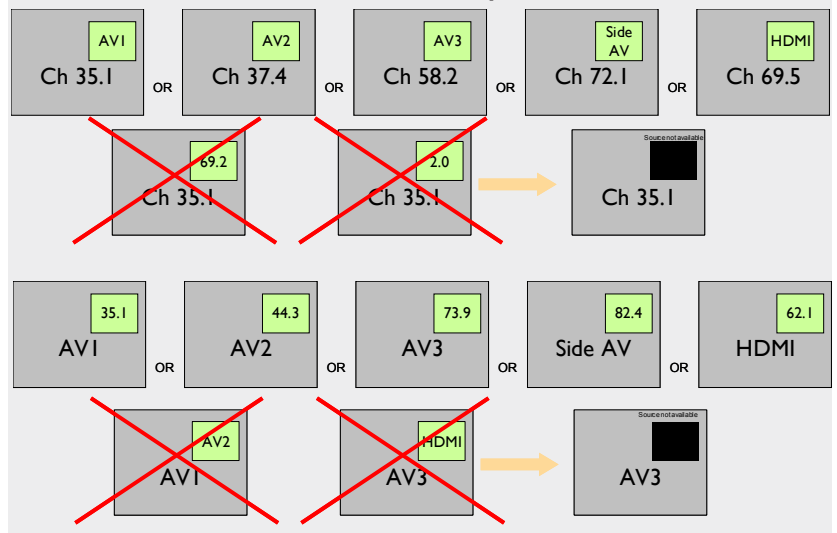 AV1
AV2
AV3
Side
AV
HDMI
Ch 35.1
OR
Ch 37.4
OR
Ch 58.2
OR
Ch 72.1
OR
Ch 69.5
69.2
Ch 35.1
2.0
Ch 35.1
Source not available
Ch 35.1
35.1
44.3
73.9
82.4
62.1
AV1
OR
AV2
OR
AV3
OR
Side AV
OR
HDMI
AV2
AV1
HDMI
AV3
Source not available
AV3